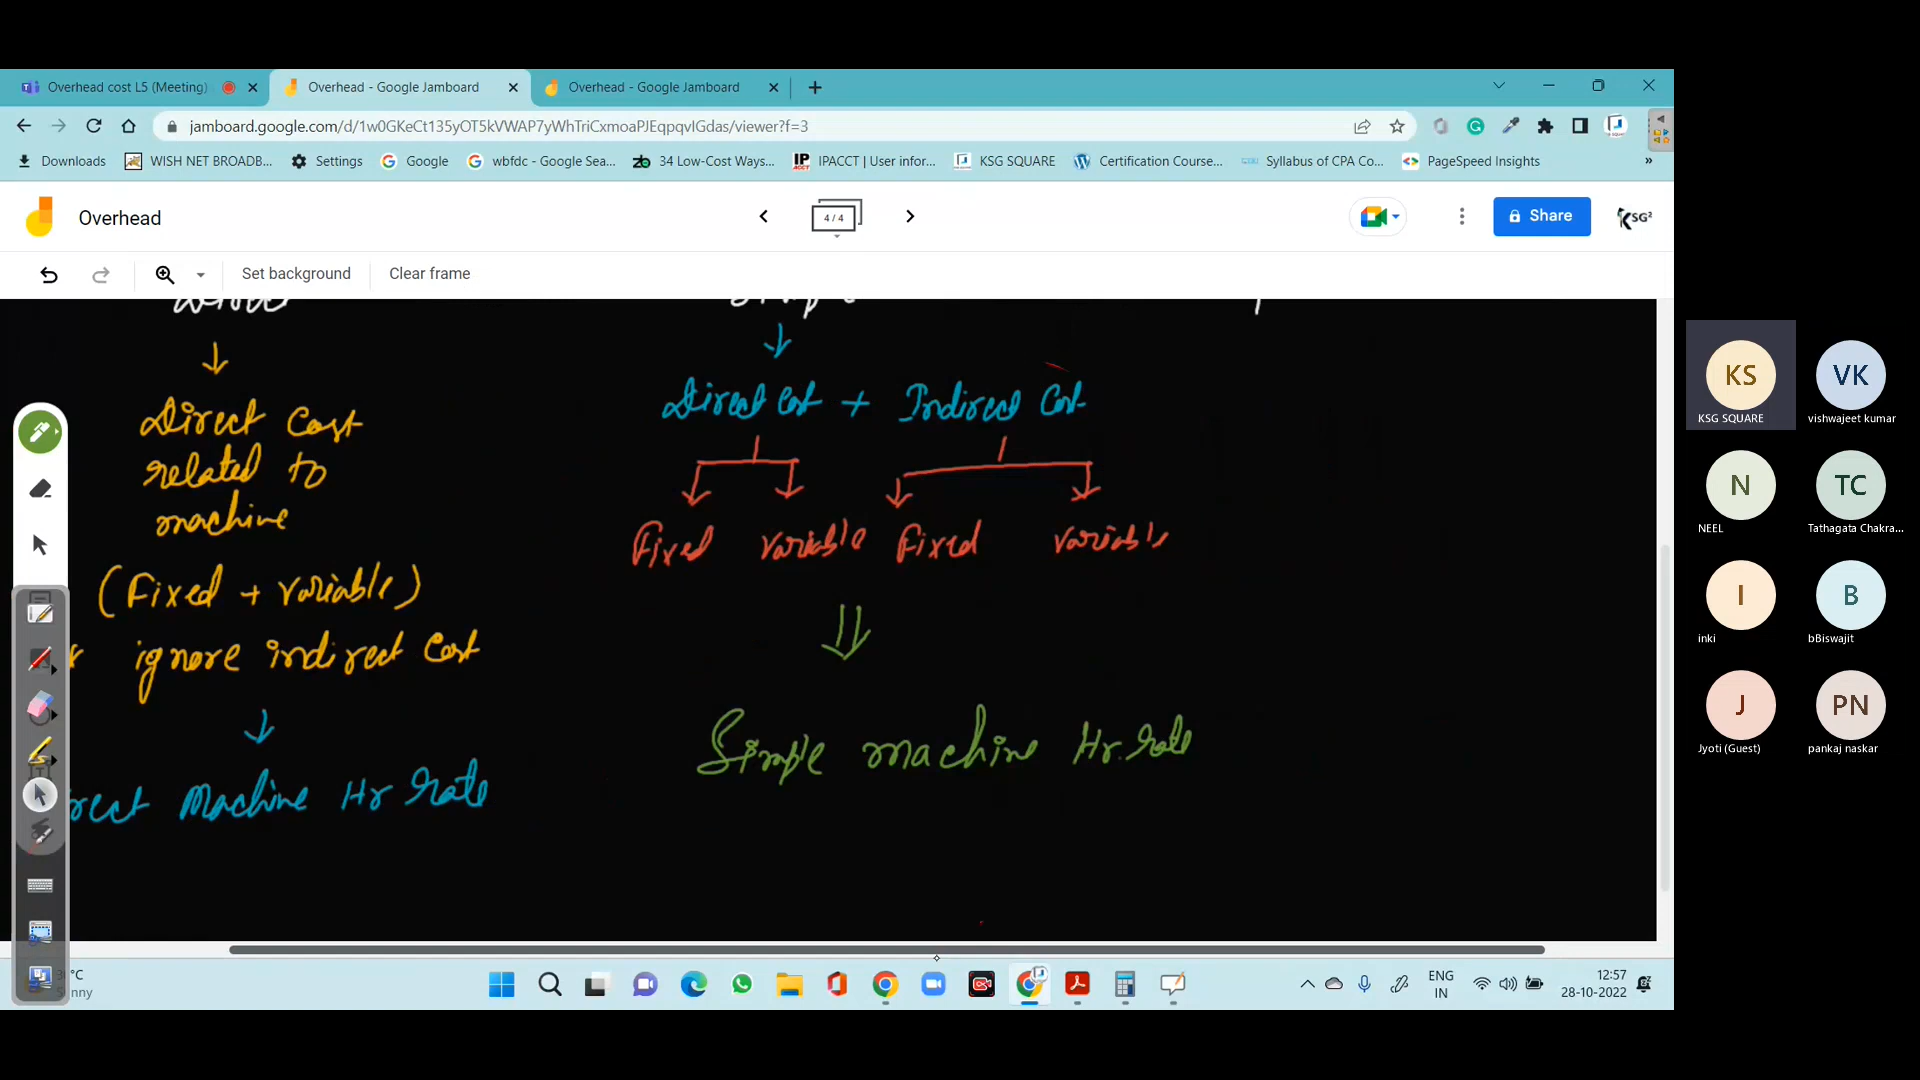 Overhead cost L5 (Meeting)
Overhead - Google Jamboard
Overhead - Google Jamboard
jamboard.google.com/d/1w0GKeCt135yOT5kVWAP7yWhTriCxmoaPJEqpqvIGdas/viewer?f=3
Downloads
WISH NET BROADB...
Settings
Google
wbfdc - Google Sea...
34 Low-Cost Ways...
IPACCT | User infor...
KSG SQUARE
Certification Course...
Syllabus of CPA Co...
PageSpeed Insights
»
Overhead
4 / 4
Share
KSG²
Set background
Clear frame
Direct Cost
related to
machine
(Fixed + variable)
ignore indirect Cost
rect Machine Hr rate
Direct Cost + Indirect Cost
Fixed variable Fixed variable
Simple machine Hr. rate
KS
KSG SQUARE
VK
vishwajeet kumar
N
NEEL
TC
Tathagata Chakra...
I
inki
B
bBiswajit
J
Jyoti (Guest)
PN
pankaj naskar
°C
nny
ENG
IN
12:57
28-10-2022